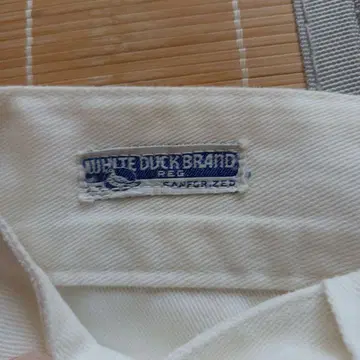 WHITE DUCK BRAND
REG
SANFORIZED